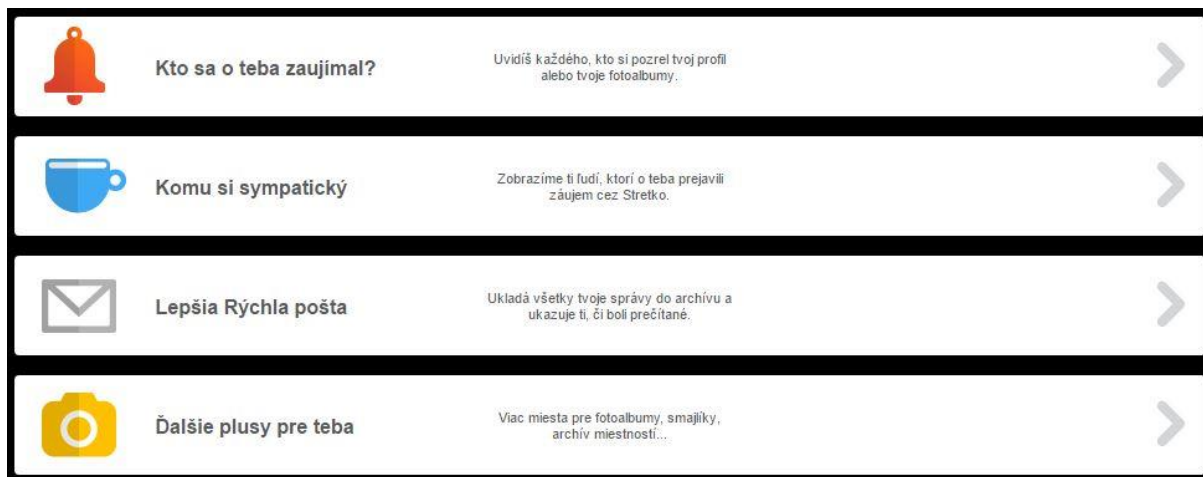 Kto sa o teba zaujímal?
Uvidíš každého, kto si pozrel tvoj profil
alebo tvoje fotoalbumy.
Komu si sympatický
Zobrazíme ti ľudí, ktorí o teba prejavili
záujem cez Stretko.
Lepšia Rýchla pošta
Ukladá všetky tvoje správy do archívu a
ukazuje ti, či boli prečítané.
Ďalšie plusy pre teba
Viac miesta pre fotoalbumy, smajlíky,
archív miestností...